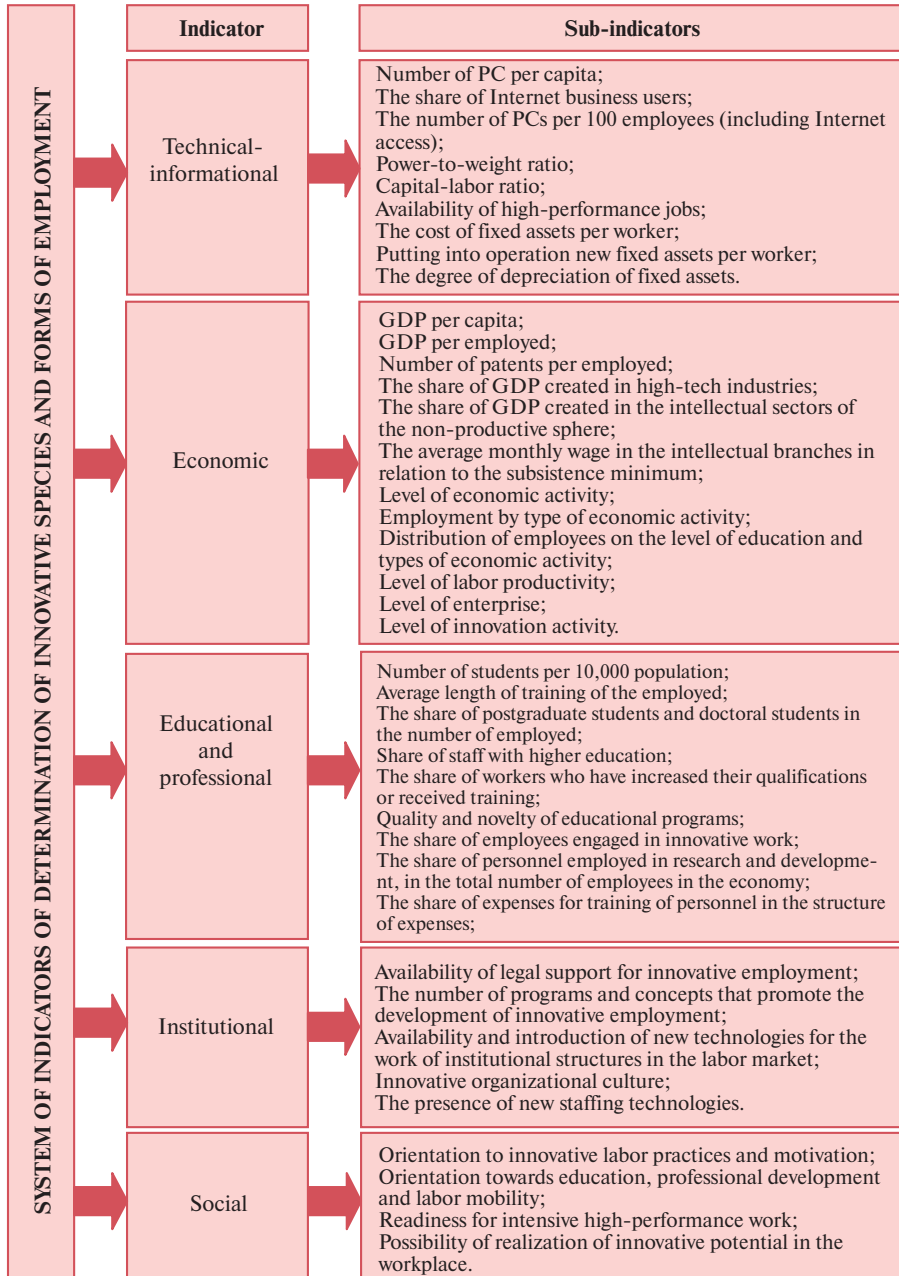 SYSTEM OF INDICATORS OF DETERMINATION OF INNOVATIVE SPECIES AND FORMS OF EMPLOYMENT
Indicator
Sub-indicators
Technical-
informational
Number of PC per capita;
The share of Internet business users;
The number of PCs per 100 employees (including Internet
access);
Power-to-weight ratio;
Capital-labor ratio;
Availability of high-performance jobs;
The cost of fixed assets per worker;
Putting into operation new fixed assets per worker;
The degree of depreciation of fixed assets.
Economic
GDP per capita;
GDP per employed;
Number of patents per employed;
The share of GDP created in high-tech industries;
The share of GDP created in the intellectual sectors of
the non-productive sphere;
The average monthly wage in the intellectual branches in
relation to the subsistence minimum;
Level of economic activity;
Employment by type of economic activity;
Distribution of employees on the level of education and
types of economic activity;
Level of labor productivity;
Level of enterprise;
Level of innovation activity.
Educational
and
professional
Number of students per 10,000 population;
Average length of training of the employed;
The share of postgraduate students and doctoral students in
the number of employed;
Share of staff with higher education;
The share of workers who have increased their qualifications
or received training;
Quality and novelty of educational programs;
The share of employees engaged in innovative work;
The share of personnel employed in research and developme-
nt, in the total number of employees in the economy;
The share of expenses for training of personnel in the structure
of expenses;
Institutional
Availability of legal support for innovative employment;
The number of programs and concepts that promote the
development of innovative employment;
Availability and introduction of new technologies for the
work of institutional structures in the labor market;
Innovative organizational culture;
The presence of new staffing technologies.
Social
Orientation to innovative labor practices and motivation;
Orientation towards education, professional development
and labor mobility;
Readiness for intensive high-performance work;
Possibility of realization of innovative potential in the
workplace.